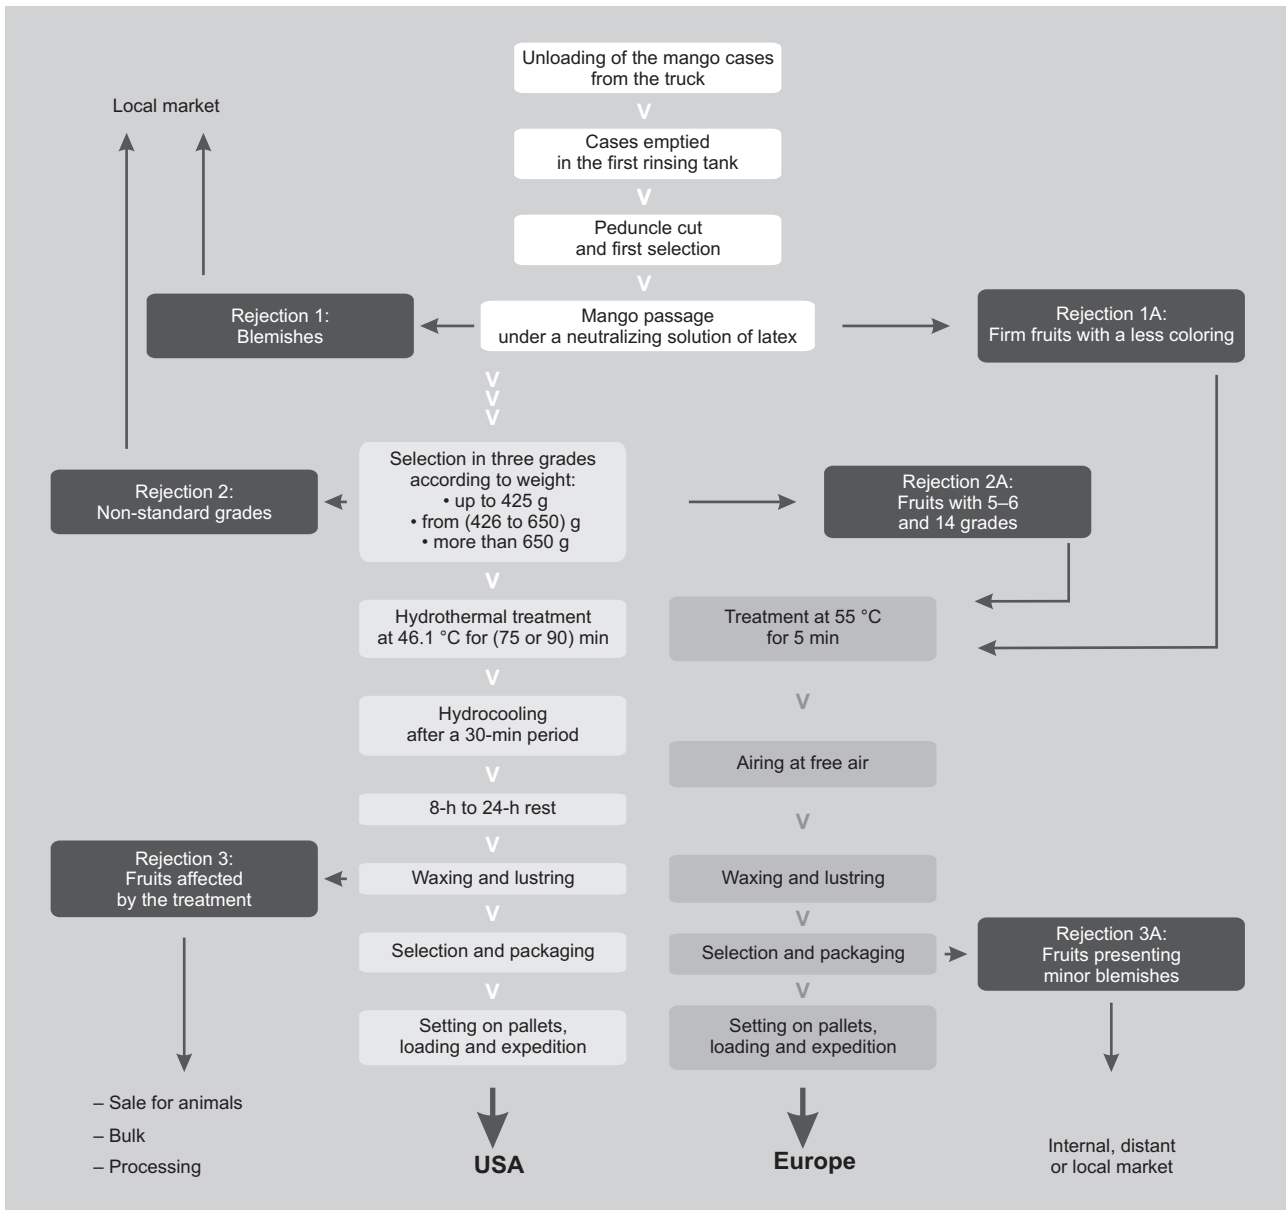 Unloading of the mango cases
from the truck
Local market
Cases emptied
in the first rinsing tank
Peduncle cut
and first selection
Rejection 1:
Blemishes
Mango passage
under a neutralizing solution of latex
Rejection 1A:
Firm fruits with a less coloring
Selection in three grades
according to weight:
• up to 425 g
• from (426 to 650) g
• more than 650 g
Rejection 2:
Non-standard grades
Rejection 2A:
Fruits with 5–6
and 14 grades
Hydrothermal treatment
at 46.1 °C for (75 or 90) min
Treatment at 55 °C
for 5 min
Hydrocooling
after a 30-min period
Airing at free air
8-h to 24-h rest
Rejection 3:
Fruits affected
by the treatment
Waxing and lustring
Waxing and lustring
Selection and packaging
Selection and packaging
Rejection 3A:
Fruits presenting
minor blemishes
Setting on pallets,
loading and expedition
Setting on pallets,
loading and expedition
– Sale for animals
– Bulk
– Processing
USA
Europe
Internal, distant
or local market